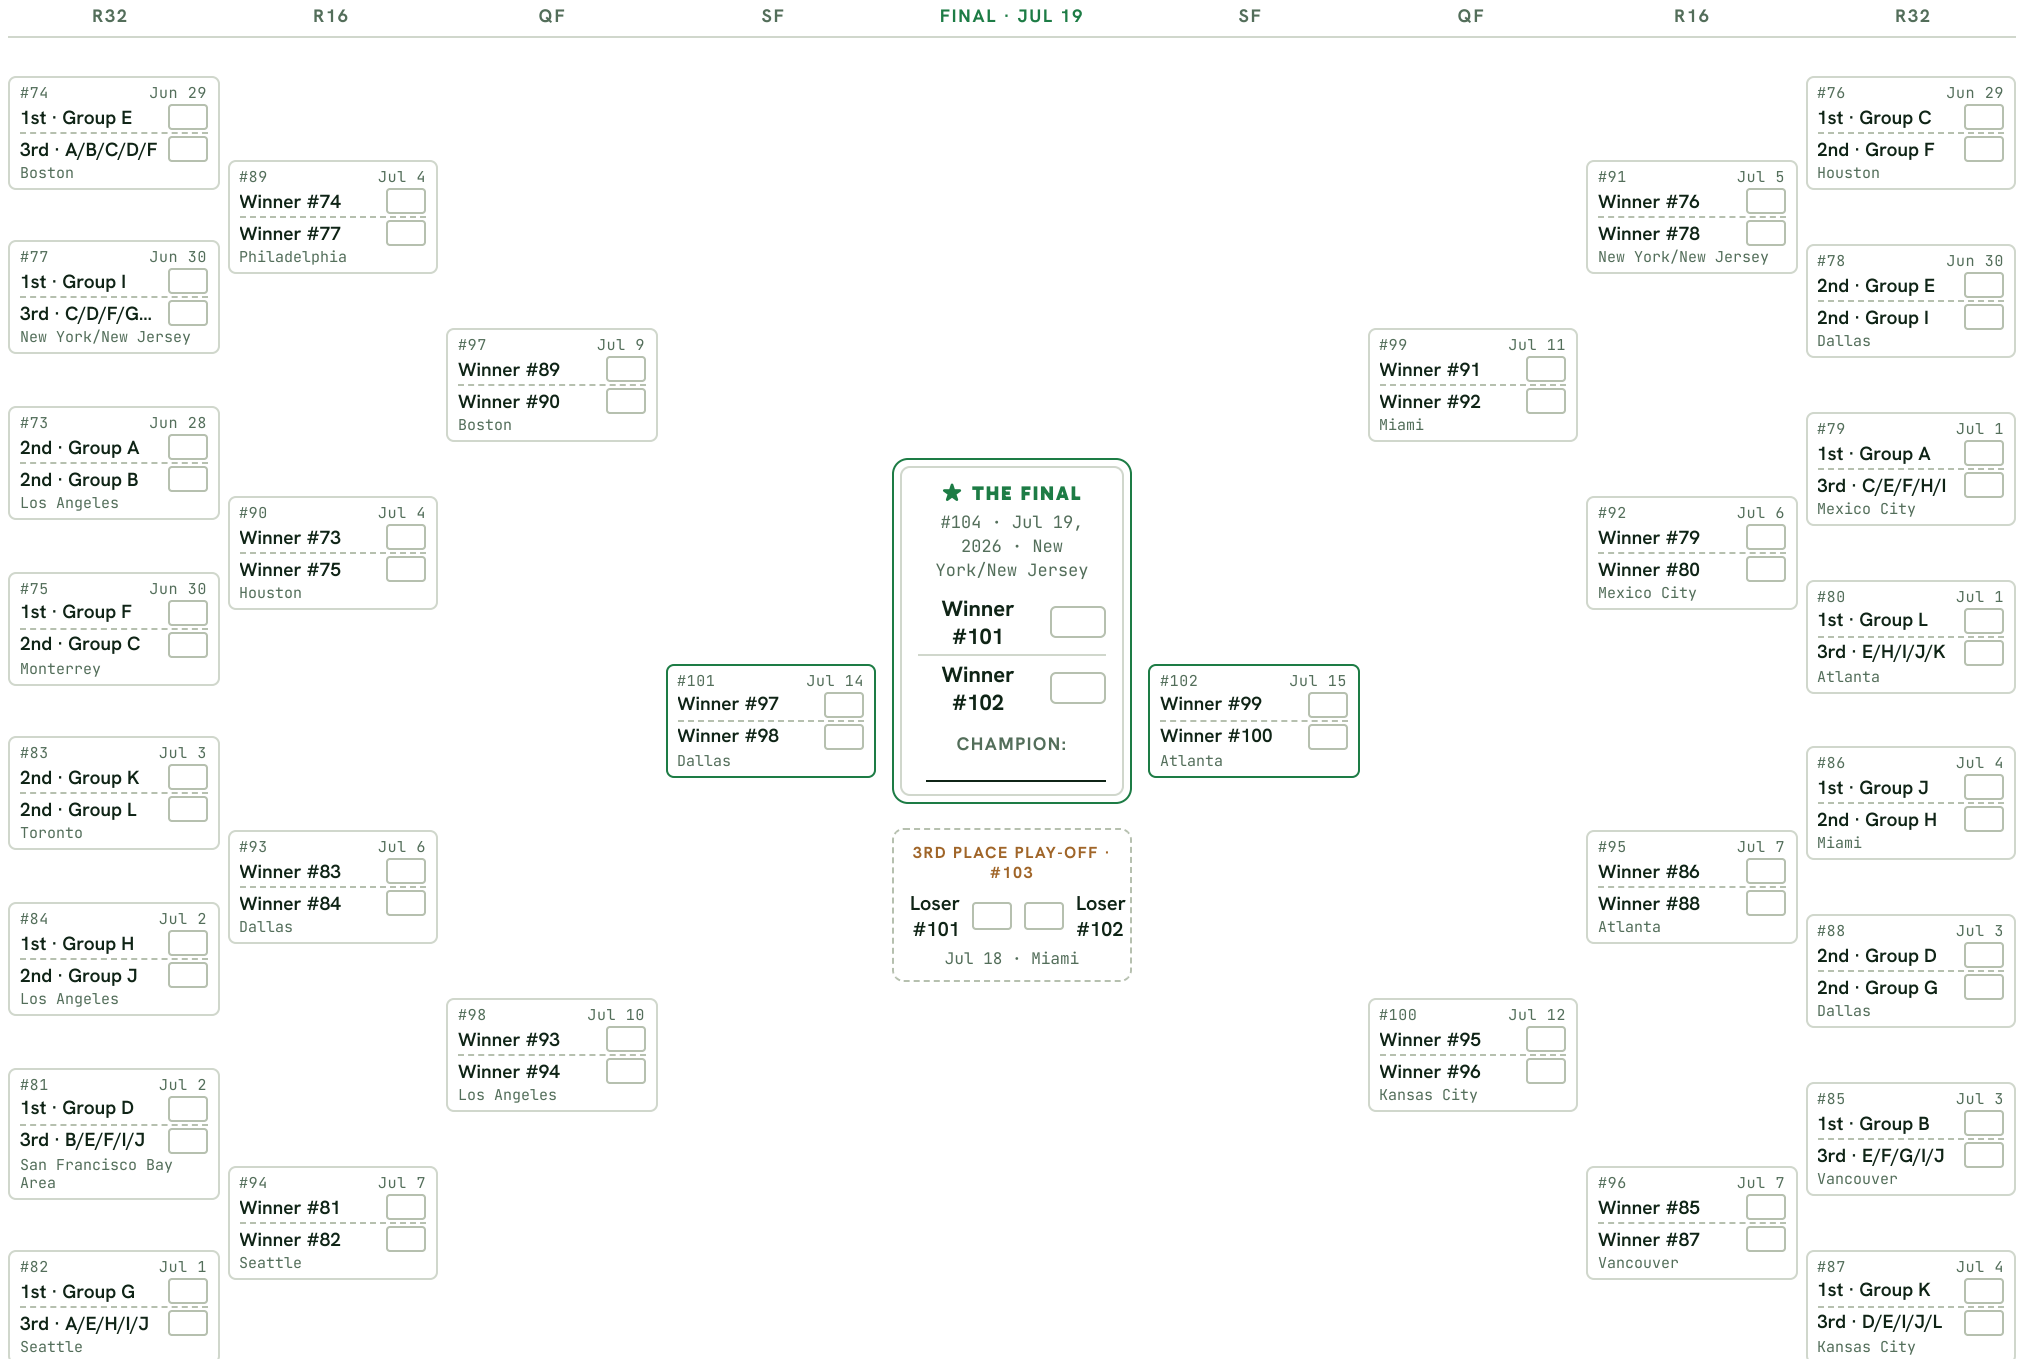 R32
R16
QF
SF
FINAL · JUL 19
SF
QF
R16
R32
#74 Jun 29
1st · Group E
3rd · A/B/C/D/F
Boston
#77 Jun 30
1st · Group I
3rd · C/D/F/G...
New York/New Jersey
#73 Jun 28
2nd · Group A
2nd · Group B
Los Angeles
#75 Jun 30
1st · Group F
2nd · Group C
Monterrey
#83 Jul 3
2nd · Group K
2nd · Group L
Toronto
#84 Jul 2
1st · Group H
2nd · Group J
Los Angeles
#81 Jul 2
1st · Group D
3rd · B/E/F/I/J
San Francisco Bay
Area
#82 Jul 1
1st · Group G
3rd · A/E/H/I/J
Seattle
#89 Jul 4
Winner #74
Winner #77
Philadelphia
#90 Jul 4
Winner #73
Winner #75
Houston
#93 Jul 6
Winner #83
Winner #84
Dallas
#94 Jul 7
Winner #81
Winner #82
Seattle
#97 Jul 9
Winner #89
Winner #90
Boston
#98 Jul 10
Winner #93
Winner #94
Los Angeles
#101 Jul 14
Winner #97
Winner #98
Dallas
★ THE FINAL
#104 · Jul 19,
2026 · New
York/New Jersey
Winner
#101
Winner
#102
CHAMPION:
3RD PLACE PLAY-OFF ·
#103
Loser
#101
Loser
#102
Jul 18 · Miami
#102 Jul 15
Winner #99
Winner #100
Atlanta
#99 Jul 11
Winner #91
Winner #92
Miami
#100 Jul 12
Winner #95
Winner #96
Kansas City
#91 Jul 5
Winner #76
Winner #78
New York/New Jersey
#92 Jul 6
Winner #79
Winner #80
Mexico City
#95 Jul 7
Winner #86
Winner #88
Atlanta
#96 Jul 7
Winner #85
Winner #87
Vancouver
#76 Jun 29
1st · Group C
2nd · Group F
Houston
#78 Jun 30
2nd · Group E
2nd · Group I
Dallas
#79 Jul 1
1st · Group A
3rd · C/E/F/H/I
Mexico City
#80 Jul 1
1st · Group L
3rd · E/H/I/J/K
Atlanta
#86 Jul 4
1st · Group J
2nd · Group H
Miami
#88 Jul 3
2nd · Group D
2nd · Group G
Dallas
#85 Jul 3
1st · Group B
3rd · E/F/G/I/J
Vancouver
#87 Jul 4
1st · Group K
3rd · D/E/I/J/L
Kansas City